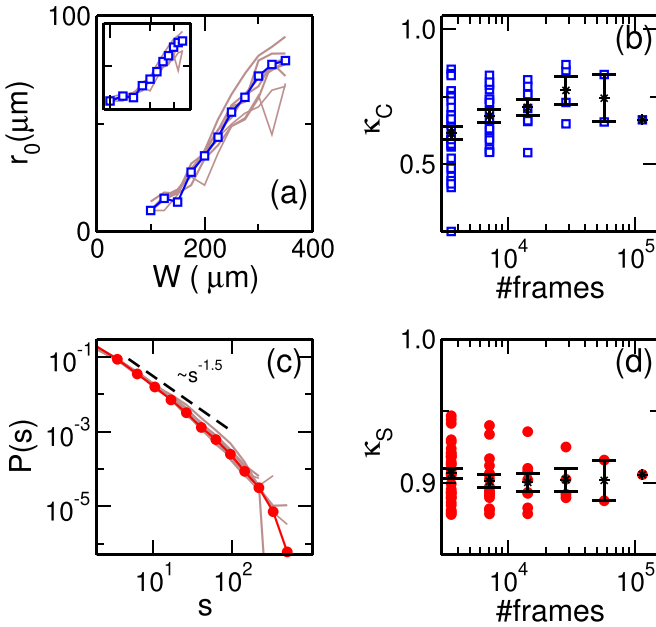 100
r₀(μm)
(a)
0
0 200 400
W ( μm)
1.0
(b)
κ_C
0.5
10⁴ 10⁵
#frames
10⁻¹
(c)
~s⁻¹·⁵
P(s)
10⁻³
10⁻⁵
10¹ 10²
s
1.0
(d)
κ_S
0.9
10⁴ 10⁵
#frames